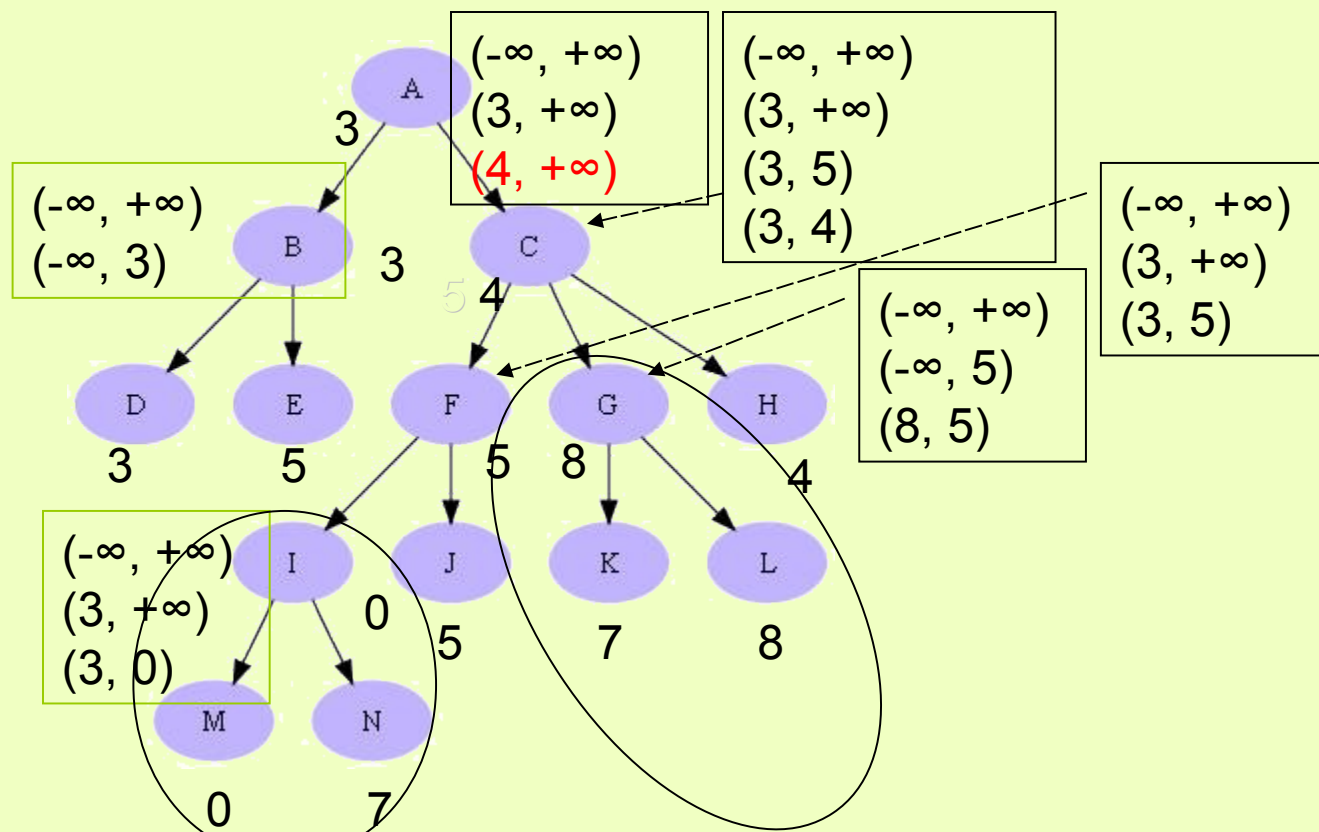 A
(-∞, +∞)
(3, +∞)
(4, +∞)
(-∞, +∞)
(3, +∞)
(3, 5)
(3, 4)
3
(-∞, +∞)
(-∞, 3)
B
3
C
5 4
(-∞, +∞)
(3, +∞)
(3, 5)
(-∞, +∞)
(-∞, 5)
(8, 5)
D
E
F
G
H
3
5
5
8
4
(-∞, +∞)
(3, +∞)
(3, 0)
I
J
K
L
0
5
7
8
M
N
0
7